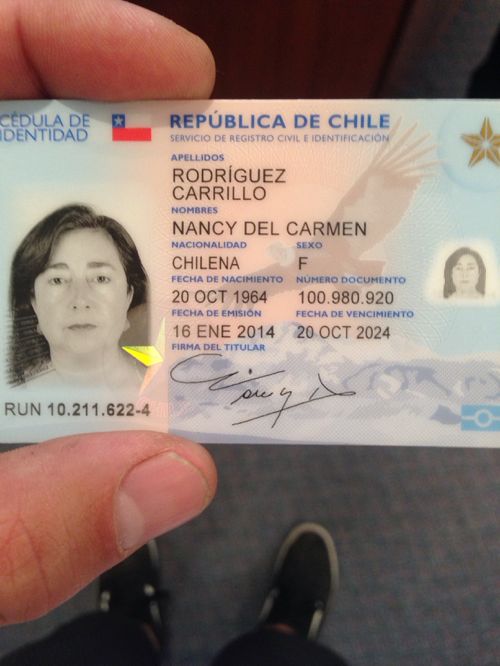 CÉDULA DE
IDENTIDAD
REPÚBLICA DE CHILE
SERVICIO DE REGISTRO CIVIL E IDENTIFICACIÓN
APELLIDOS
RODRÍGUEZ
CARRILLO
NOMBRES
NANCY DEL CARMEN
NACIONALIDAD SEXO
CHILENA F
FECHA DE NACIMIENTO NÚMERO DOCUMENTO
20 OCT 1964 100.980.920
FECHA DE EMISIÓN FECHA DE VENCIMIENTO
16 ENE 2014 20 OCT 2024
FIRMA DEL TITULAR
RUN 10.211.622-4